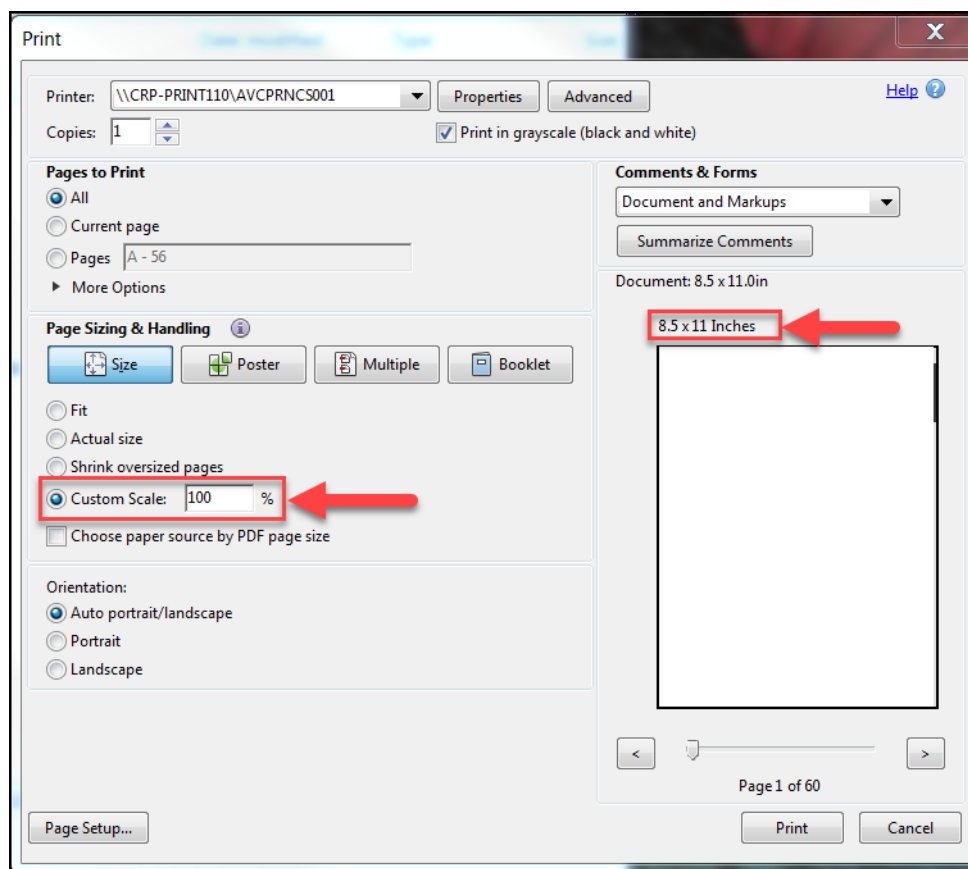 Print
Date modified Type Size
X
Printer: \\CRP-PRINT110\AVCPRNCS001 Properties Advanced Help ?
Copies: 1 Print in grayscale (black and white)
Pages to Print
All
Current page
Pages A - 56
More Options
Page Sizing & Handling i
Size Poster Multiple Booklet
Fit
Actual size
Shrink oversized pages
Custom Scale: 100 %
Choose paper source by PDF page size
Orientation:
Auto portrait/landscape
Portrait
Landscape
Comments & Forms
Document and Markups
Summarize Comments
Document: 8.5 x 11.0in
8.5 x 11 Inches
< >
Page 1 of 60
Page Setup... Print Cancel